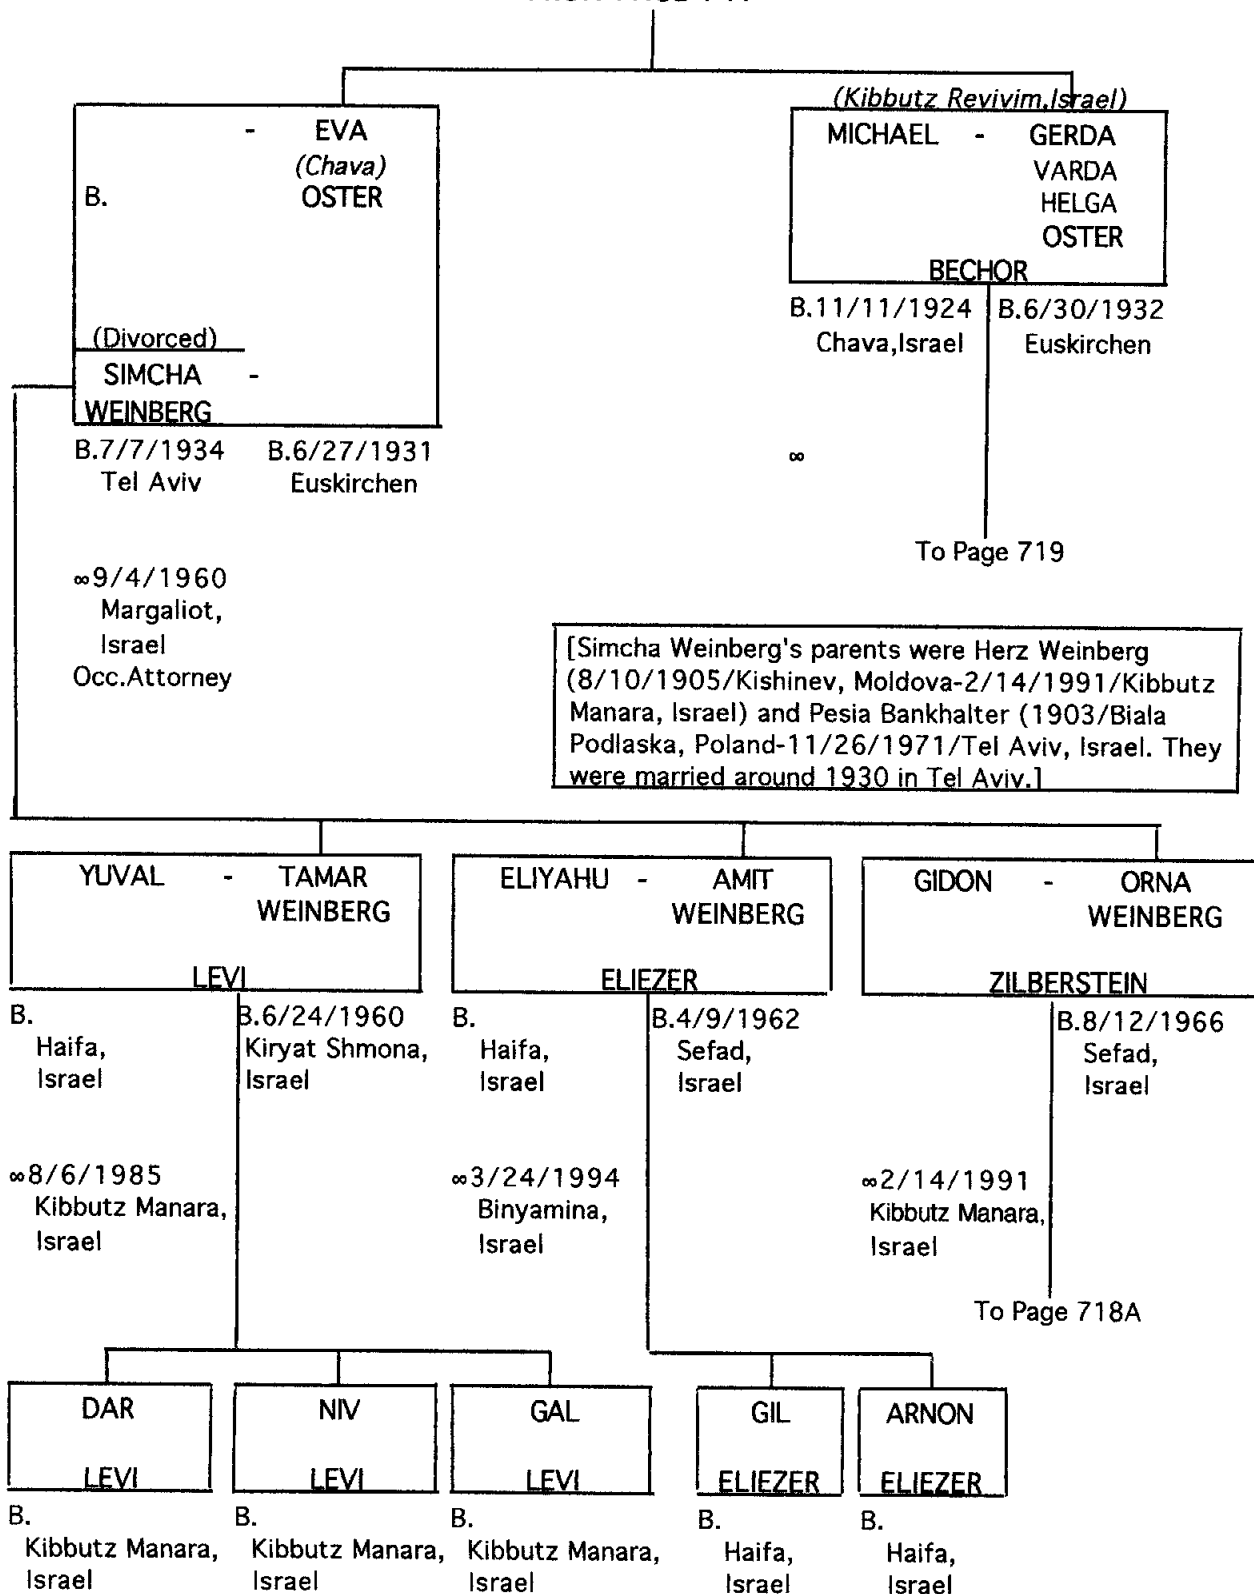 - EVA
(Chava)
B. OSTER
(Divorced)
SIMCHA -
WEINBERG
B.7/7/1934 B.6/27/1931
Tel Aviv Euskirchen
∞9/4/1960
Margaliot,
Israel
Occ.Attorney
(Kibbutz Revivim,Israel)
MICHAEL - GERDA
VARDA
HELGA
OSTER
BECHOR
B.11/11/1924 B.6/30/1932
Chava,Israel Euskirchen
∞
To Page 719
[Simcha Weinberg's parents were Herz Weinberg
(8/10/1905/Kishinev, Moldova-2/14/1991/Kibbutz
Manara, Israel) and Pesia Bankhalter (1903/Biala
Podlaska, Poland-11/26/1971/Tel Aviv, Israel. They
were married around 1930 in Tel Aviv.]
YUVAL - TAMAR
WEINBERG
LEVI
B. B.6/24/1960
Haifa, Kiryat Shmona,
Israel Israel
∞8/6/1985
Kibbutz Manara,
Israel
ELIYAHU - AMIT
WEINBERG
ELIEZER
B. B.4/9/1962
Haifa, Sefad,
Israel Israel
∞3/24/1994
Binyamina,
Israel
GIDON - ORNA
WEINBERG
ZILBERSTEIN
B.8/12/1966
Sefad,
Israel
∞2/14/1991
Kibbutz Manara,
Israel
To Page 718A
DAR
LEVI
B.
Kibbutz Manara,
Israel
NIV
LEVI
B.
Kibbutz Manara,
Israel
GAL
LEVI
B.
Kibbutz Manara,
Israel
GIL
ELIEZER
B.
Haifa,
Israel
ARNON
ELIEZER
B.
Haifa,
Israel